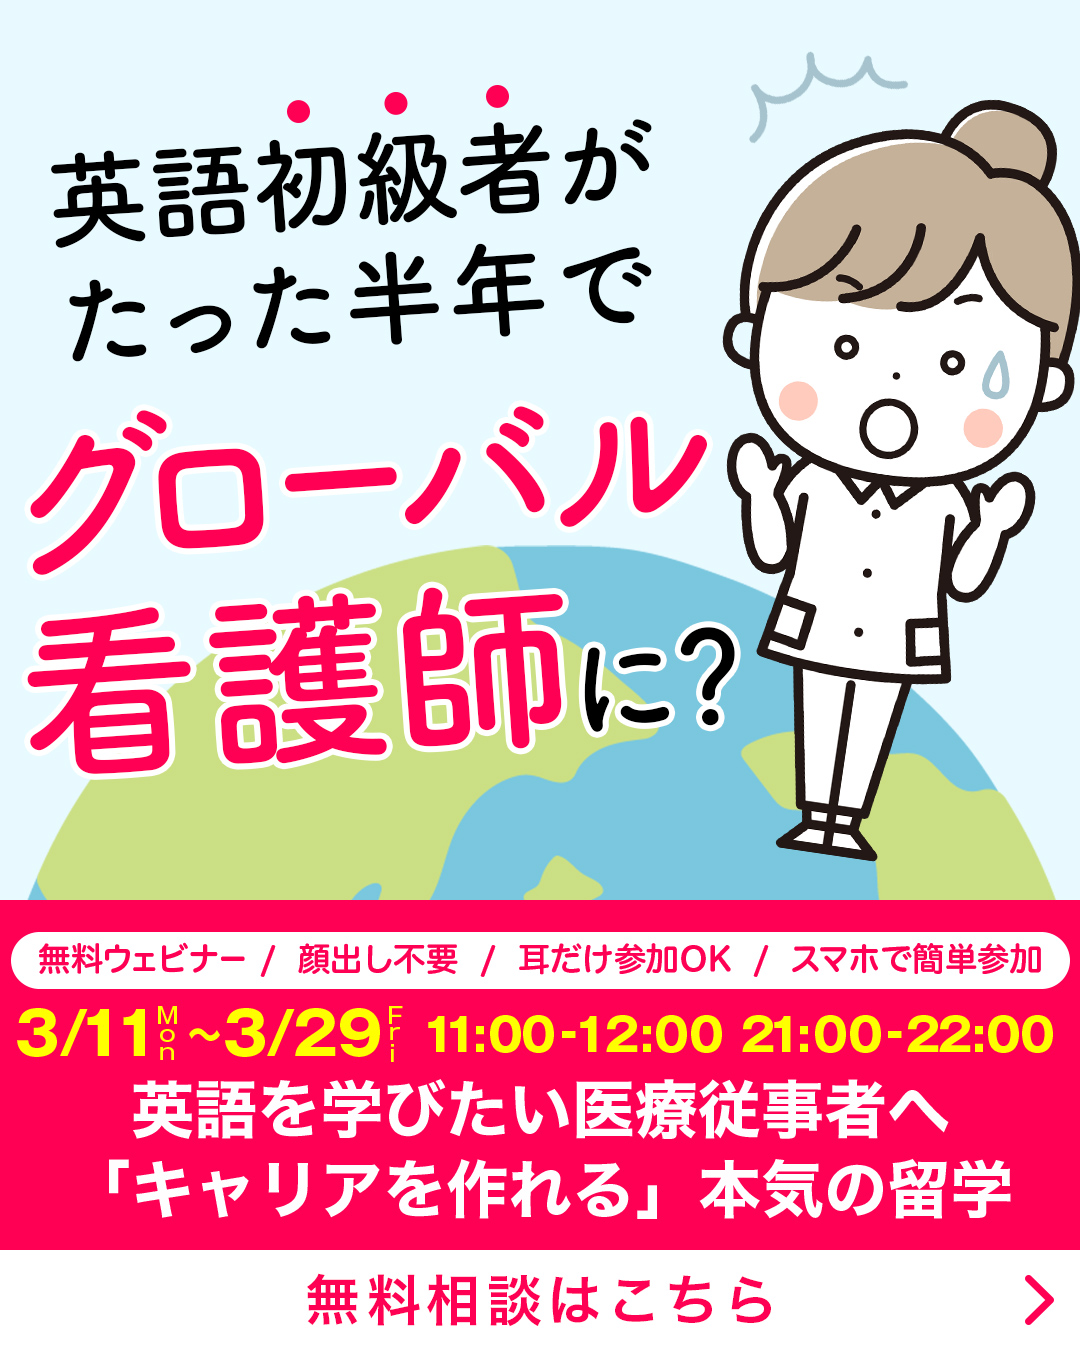 英語初級者が
たった半年で
グローバル
看護師に?
無料ウェビナー / 顔出し不要 / 耳だけ参加OK / スマホで簡単参加
3/11Mon～3/29Fri 11:00-12:00 21:00-22:00
英語を学びたい医療従事者へ
「キャリアを作れる」本気の留学
無料相談はこちら